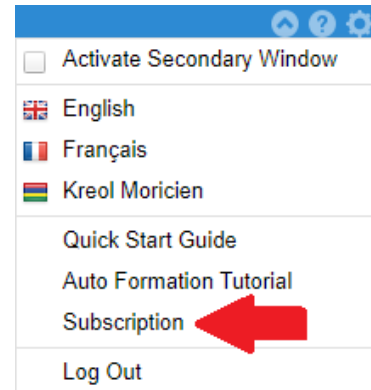 Activate Secondary Window
English
Français
Kreol Moricien
Quick Start Guide
Auto Formation Tutorial
Subscription
Log Out